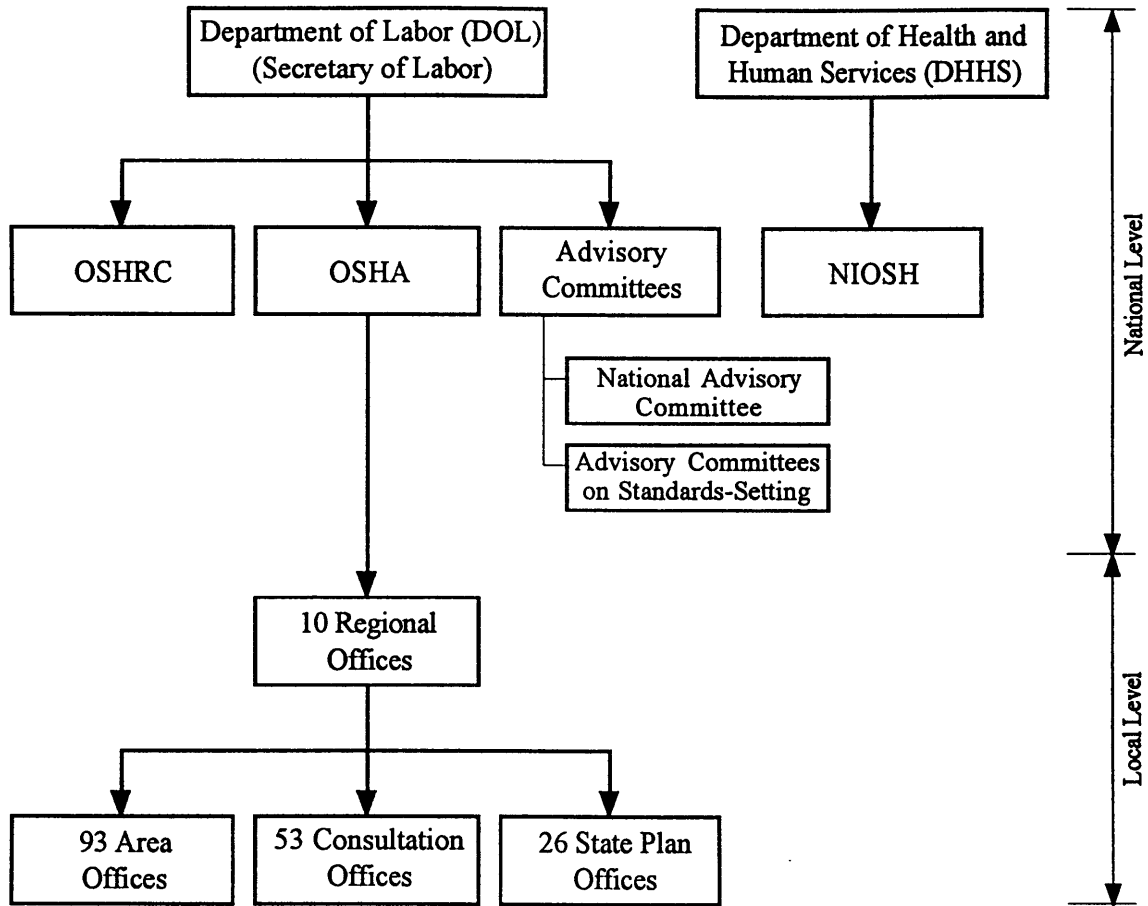 Department of Labor (DOL)
(Secretary of Labor)
Department of Health and
Human Services (DHHS)
OSHRC
OSHA
Advisory
Committees
NIOSH
National Advisory
Committee
Advisory Committees
on Standards-Setting
National Level
10 Regional
Offices
93 Area
Offices
53 Consultation
Offices
26 State Plan
Offices
Local Level